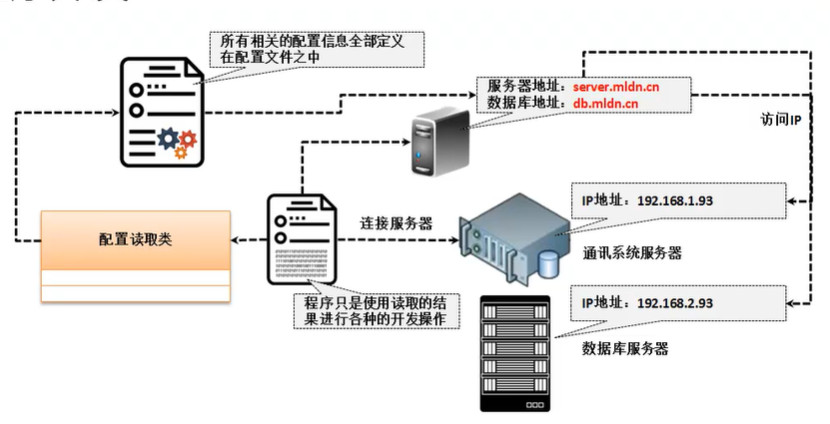 所有相关的配置信息全部定义
在配置文件之中
服务器地址：server.mldn.cn
数据库地址：db.mldn.cn
访问IP
IP地址：192.168.1.93
连接服务器
配置读取类
通讯系统服务器
程序只是使用读取的结
果进行各种的开发操作
IP地址：192.168.2.93
数据库服务器